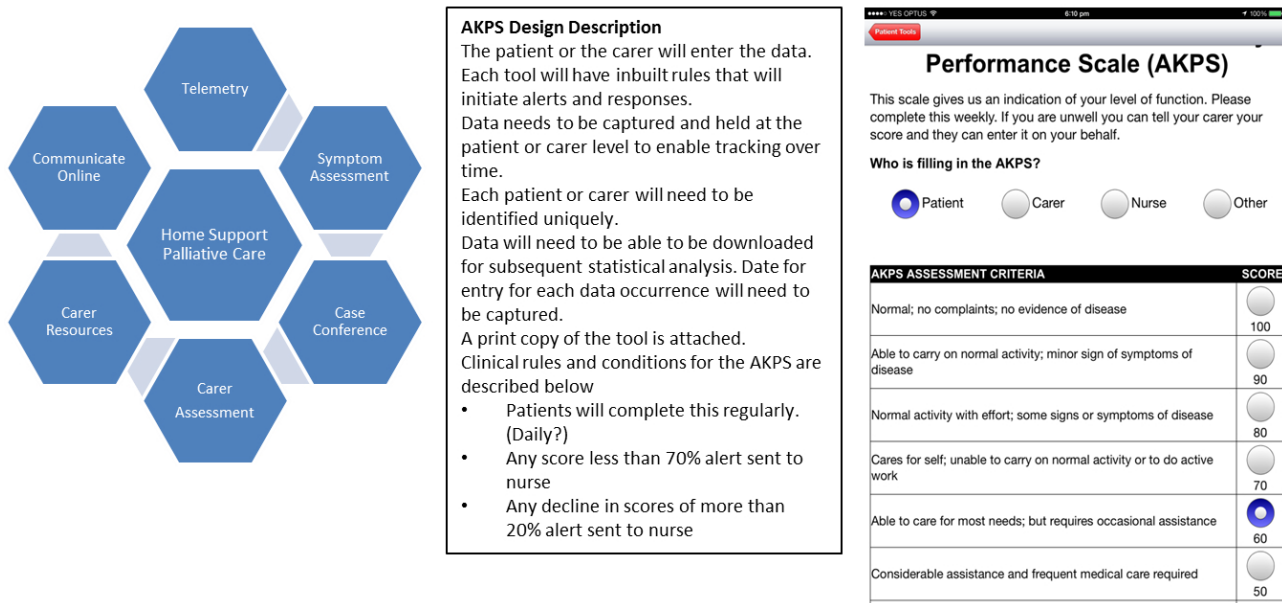 Telemetry
Communicate
Online
Symptom
Assessment
Home Support
Palliative Care
Carer
Resources
Case
Conference
Carer
Assessment
AKPS Design Description
The patient or the carer will enter the data.
Each tool will have inbuilt rules that will
initiate alerts and responses.
Data needs to be captured and held at the
patient or carer level to enable tracking over
time.
Each patient or carer will need to be
identified uniquely.
Data will need to be able to be downloaded
for subsequent statistical analysis. Date for
entry for each data occurrence will need to
be captured.
A print copy of the tool is attached.
Clinical rules and conditions for the AKPS are
described below
• Patients will complete this regularly.
(Daily?)
• Any score less than 70% alert sent to
nurse
• Any decline in scores of more than
20% alert sent to nurse
YES OPTUS 6:10 pm 100%
Patient Tools
Performance Scale (AKPS)
This scale gives us an indication of your level of function. Please
complete this weekly. If you are unwell you can tell your carer your
score and they can enter it on your behalf.
Who is filling in the AKPS?
Patient Carer Nurse Other
AKPS ASSESSMENT CRITERIA SCORE
Normal; no complaints; no evidence of disease
100
Able to carry on normal activity; minor sign of symptoms of
disease
90
Normal activity with effort; some signs or symptoms of disease
80
Cares for self; unable to carry on normal activity or to do active
work
70
Able to care for most needs; but requires occasional assistance
60
Considerable assistance and frequent medical care required
50